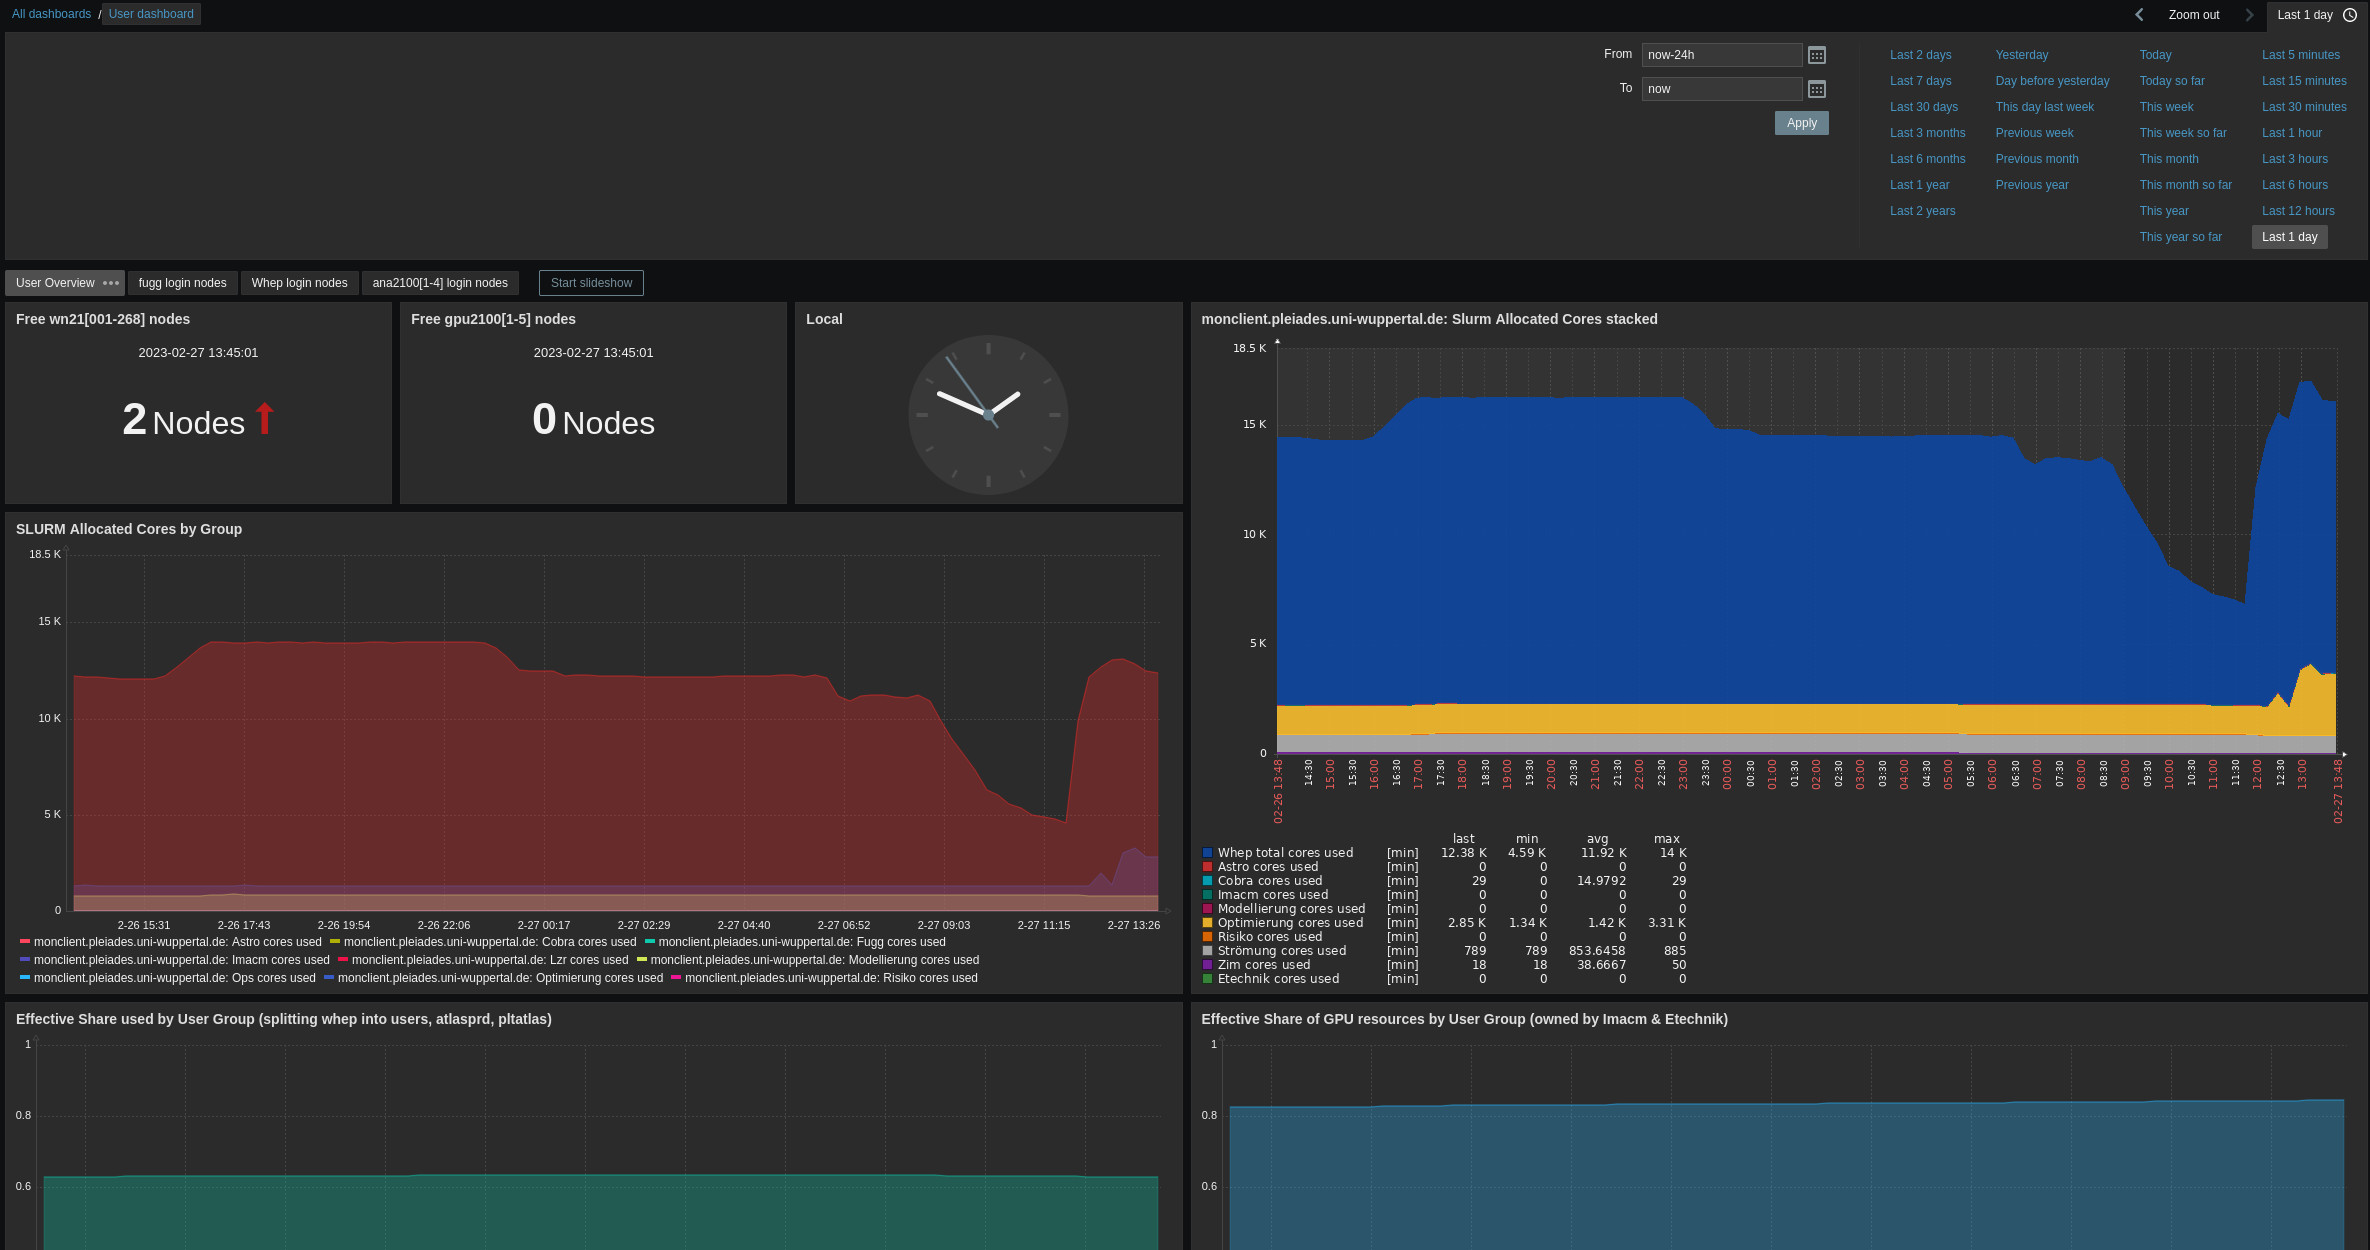 All dashboards / User dashboard
Zoom out
Last 1 day
From now-24h
To now
Apply
Last 2 days Yesterday Today Last 5 minutes
Last 7 days Day before yesterday Today so far Last 15 minutes
Last 30 days This day last week This week Last 30 minutes
Last 3 months Previous week This week so far Last 1 hour
Last 6 months Previous month This month Last 3 hours
Last 1 year Previous year This month so far Last 6 hours
Last 2 years This year Last 12 hours
This year so far Last 1 day
User Overview fugg login nodes Whep login nodes ana2100[1-4] login nodes Start slideshow
Free wn21[001-268] nodes
2023-02-27 13:45:01
2 Nodes
Free gpu2100[1-5] nodes
2023-02-27 13:45:01
0 Nodes
Local
monclient.pleiades.uni-wuppertal.de: Slurm Allocated Cores stacked
18.5 K
15 K
10 K
5 K
0
02-26 13:48 14:30 15:00 15:30 16:00 16:30 17:00 17:30 18:00 18:30 19:00 19:30 20:00 20:30 21:00 21:30 22:00 22:30 23:00 23:30 00:00 00:30 01:00 01:30 02:00 02:30 03:00 03:30 04:00 04:30 05:00 05:30 06:00 06:30 07:00 07:30 08:00 08:30 09:00 09:30 10:00 10:30 11:00 11:30 12:00 12:30 13:00 02-27 13:48
last min avg max
Whep total cores used [min] 12.38 K 4.59 K 11.92 K 14 K
Astro cores used [min] 0 0 0 0
Cobra cores used [min] 29 0 14.9792 29
Imacm cores used [min] 0 0 0 0
Modellierung cores used [min] 0 0 0 0
Optimierung cores used [min] 2.85 K 1.34 K 1.42 K 3.31 K
Risiko cores used [min] 0 0 0 0
Strömung cores used [min] 789 789 853.6458 885
Zim cores used [min] 18 18 38.6667 50
Etechnik cores used [min] 0 0 0 0
SLURM Allocated Cores by Group
18.5 K
15 K
10 K
5 K
0
2-26 15:31 2-26 17:43 2-26 19:54 2-26 22:06 2-27 00:17 2-27 02:29 2-27 04:40 2-27 06:52 2-27 09:03 2-27 11:15 2-27 13:26
monclient.pleiades.uni-wuppertal.de: Astro cores used monclient.pleiades.uni-wuppertal.de: Cobra cores used monclient.pleiades.uni-wuppertal.de: Fugg cores used
monclient.pleiades.uni-wuppertal.de: Imacm cores used monclient.pleiades.uni-wuppertal.de: Lzr cores used monclient.pleiades.uni-wuppertal.de: Modellierung cores used
monclient.pleiades.uni-wuppertal.de: Ops cores used monclient.pleiades.uni-wuppertal.de: Optimierung cores used monclient.pleiades.uni-wuppertal.de: Risiko cores used
Effective Share used by User Group (splitting whep into users, atlasprd, pltatlas)
1
0.8
0.6
Effective Share of GPU resources by User Group (owned by Imacm & Etechnik)
1
0.8
0.6